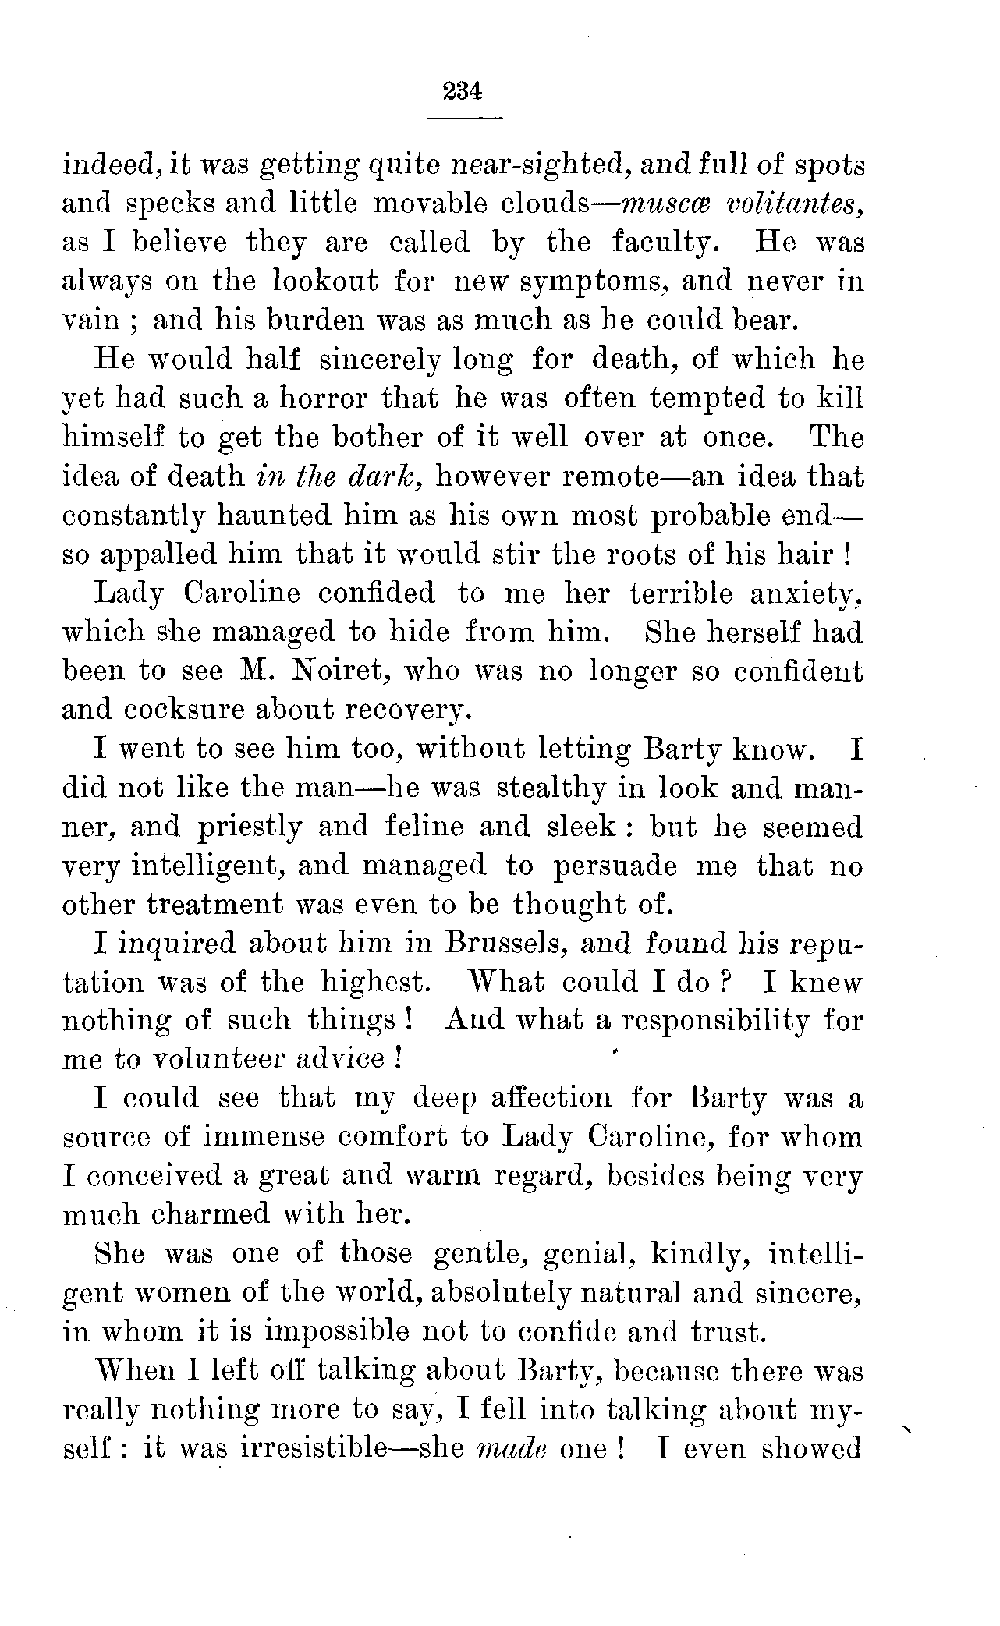 234
indeed, it was getting quite near-sighted, and full of spots
and specks and little movable clouds—muscæ volitantes,
as I believe they are called by the faculty. He was
always on the lookout for new symptoms, and never in
vain ; and his burden was as much as he could bear.
He would half sincerely long for death, of which he
yet had such a horror that he was often tempted to kill
himself to get the bother of it well over at once. The
idea of death in the dark, however remote—an idea that
constantly haunted him as his own most probable end—
so appalled him that it would stir the roots of his hair !
Lady Caroline confided to me her terrible anxiety,
which she managed to hide from him. She herself had
been to see M. Noiret, who was no longer so confident
and cocksure about recovery.
I went to see him too, without letting Barty know. I
did not like the man—he was stealthy in look and man-
ner, and priestly and feline and sleek : but he seemed
very intelligent, and managed to persuade me that no
other treatment was even to be thought of.
I inquired about him in Brussels, and found his repu-
tation was of the highest. What could I do ? I knew
nothing of such things ! And what a responsibility for
me to volunteer advice !
I could see that my deep affection for Barty was a
source of immense comfort to Lady Caroline, for whom
I conceived a great and warm regard, besides being very
much charmed with her.
She was one of those gentle, genial, kindly, intelli-
gent women of the world, absolutely natural and sincere,
in whom it is impossible not to confide and trust.
When I left off talking about Barty, because there was
really nothing more to say, I fell into talking about my-
self : it was irresistible—she made one ! I even showed